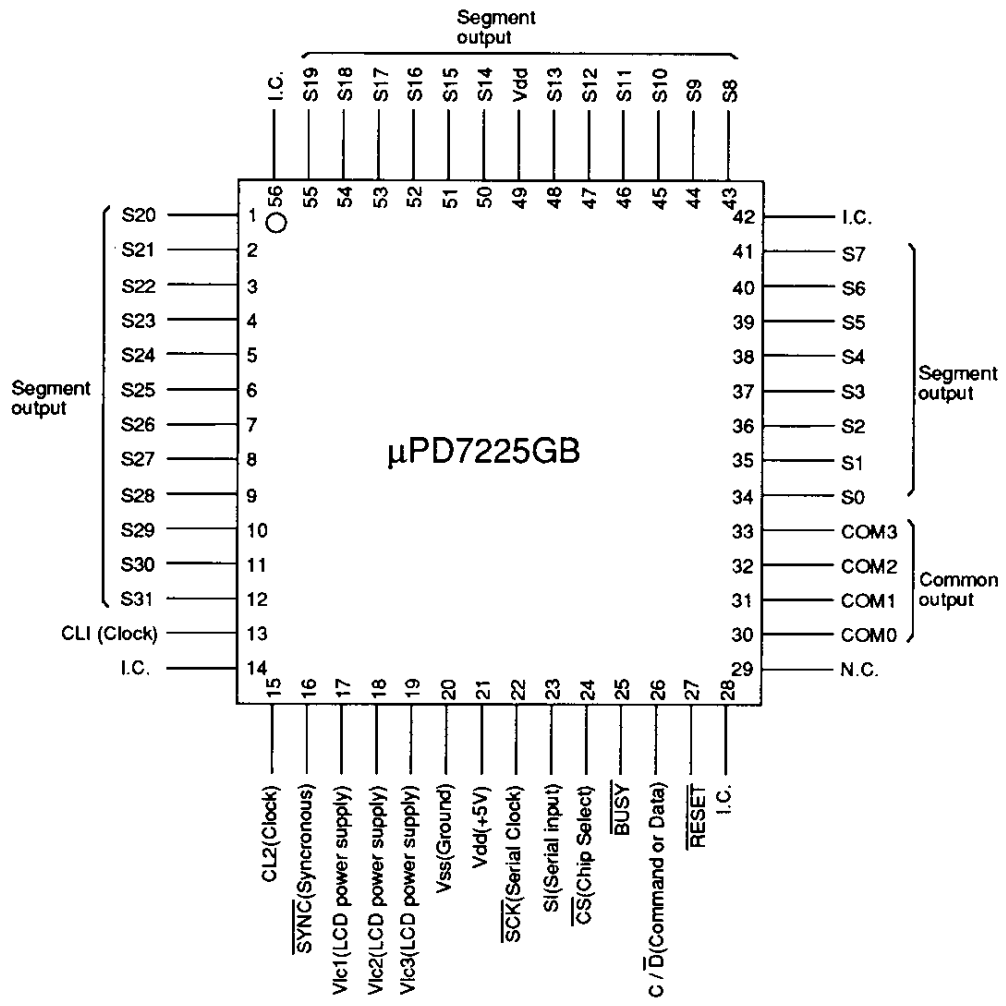 Segment
output
I.C.
S19
S18
S17
S16
S15
S14
Vdd
S13
S12
S11
S10
S9
S8
56
55
54
53
52
51
50
49
48
47
46
45
44
43
S20 1
S21 2
S22 3
S23 4
S24 5
S25 6
S26 7
S27 8
S28 9
S29 10
S30 11
S31 12
CLI (Clock) 13
I.C. 14
Segment
output
µPD7225GB
42 I.C.
41 S7
40 S6
39 S5
38 S4
37 S3
36 S2
35 S1
34 S0
33 COM3
32 COM2
31 COM1
30 COM0
29 N.C.
Segment
output
Common
output
15
16
17
18
19
20
21
22
23
24
25
26
27
28
CL2(Clock)
SYNC(Syncronous)
Vlc1(LCD power supply)
Vlc2(LCD power supply)
Vlc3(LCD power supply)
Vss(Ground)
Vdd(+5V)
SCK(Serial Clock)
SI(Serial input)
CS(Chip Select)
BUSY
C / D(Command or Data)
RESET
I.C.